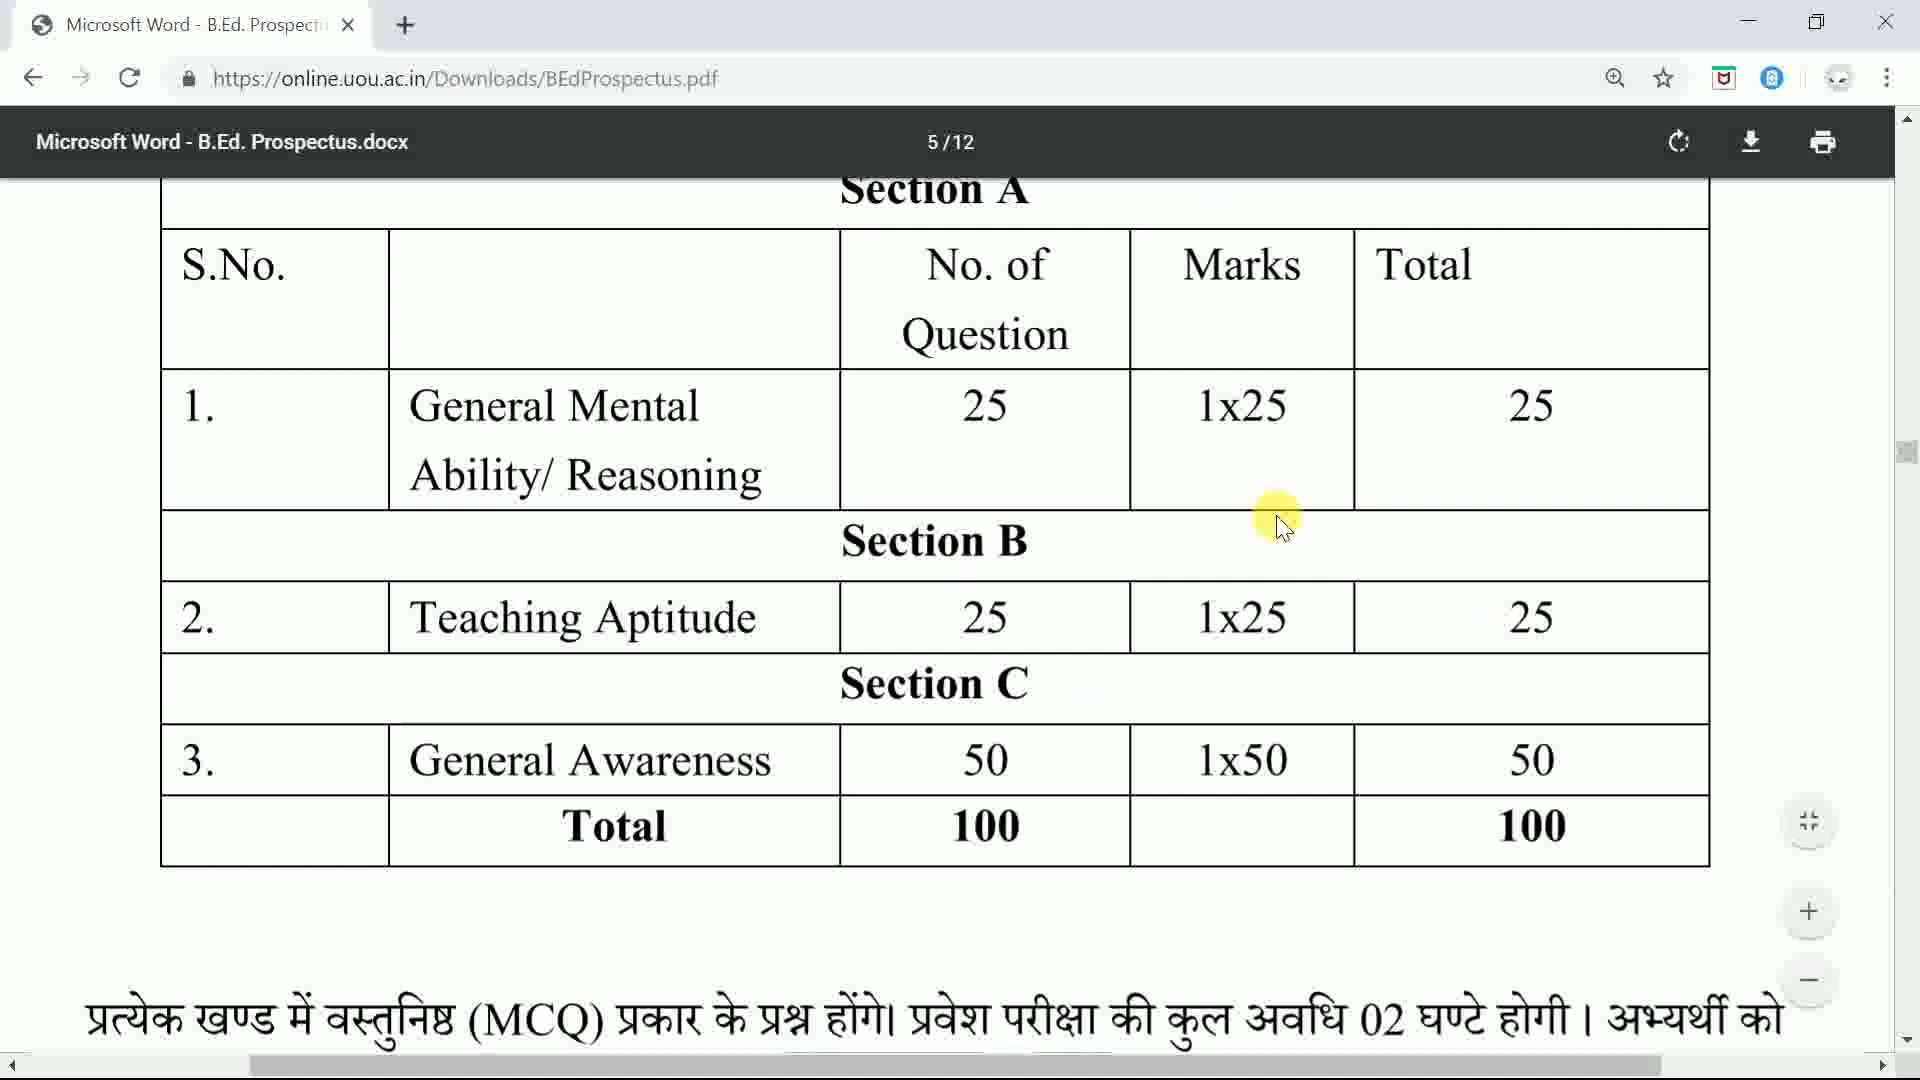 Microsoft Word - B.Ed. Prospectu
https://online.uou.ac.in/Downloads/BEdProspectus.pdf
Microsoft Word - B.Ed. Prospectus.docx 5 / 12
Section A
S.No. No. of Question Marks Total
1. General Mental Ability/ Reasoning 25 1x25 25
Section B
2. Teaching Aptitude 25 1x25 25
Section C
3. General Awareness 50 1x50 50
Total 100 100
प्रत्येक खण्ड में वस्तुनिष्ठ (MCQ) प्रकार के प्रश्न होंगे। प्रवेश परीक्षा की कुल अवधि 02 घण्टे होगी । अभ्यर्थी को